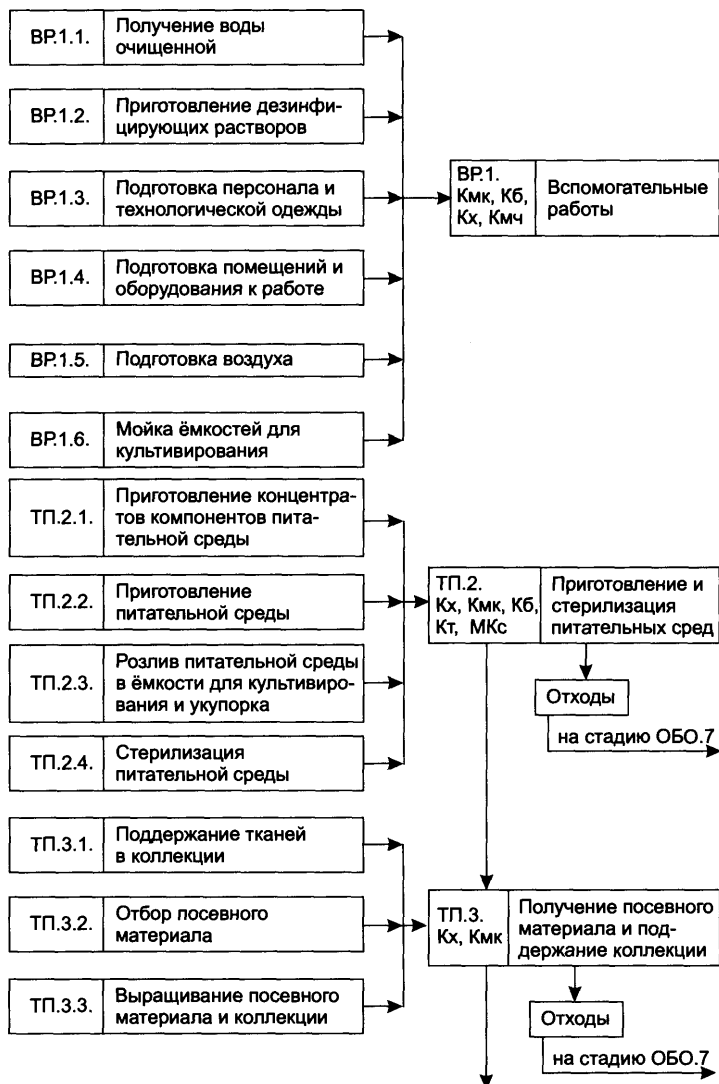 ВР.1.1.
Получение воды
очищенной
ВР.1.2.
Приготовление дезинфи-
цирующих растворов
ВР.1.3.
Подготовка персонала и
технологической одежды
ВР.1.4.
Подготовка помещений и
оборудования к работе
ВР.1.5.
Подготовка воздуха
ВР.1.6.
Мойка ёмкостей для
культивирования
ВР.1.
Кмк, Кб,
Кх, Кмч
Вспомогательные
работы
ТП.2.1.
Приготовление концентра-
тов компонентов пита-
тельной среды
ТП.2.2.
Приготовление
питательной среды
ТП.2.3.
Розлив питательной среды
в ёмкости для культивиро-
вания и укупорка
ТП.2.4.
Стерилизация
питательной среды
ТП.2.
Кх, Кмк, Кб,
Кт, МКс
Приготовление и
стерилизация
питательных сред
Отходы
на стадию ОБО.7
ТП.3.1.
Поддержание тканей
в коллекции
ТП.3.2.
Отбор посевного
материала
ТП.3.3.
Выращивание посевного
материала и коллекции
ТП.3.
Кх, Кмк
Получение посевного
материала и под-
держание коллекции
Отходы
на стадию ОБО.7